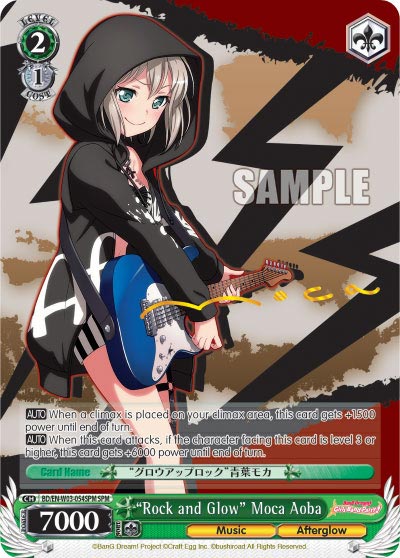 LEVEL
2
1
COST
SAMPLE
Moca
【AUTO】 When a climax is placed on your climax area, this card gets +1500
power until end of turn.
【AUTO】 When this card attacks, if the character facing this card is level 3 or
higher, this card gets +6000 power until end of turn.
Card Name
"グロウアップロック"青葉モカ
CH BD/EN-W03-054SPM SPM
"Rock and Glow" Moca Aoba
POWER
7000
Music
Afterglow
©BanG Dream! Project ©Craft Egg Inc. ©bushiroad All Rights Reserved.